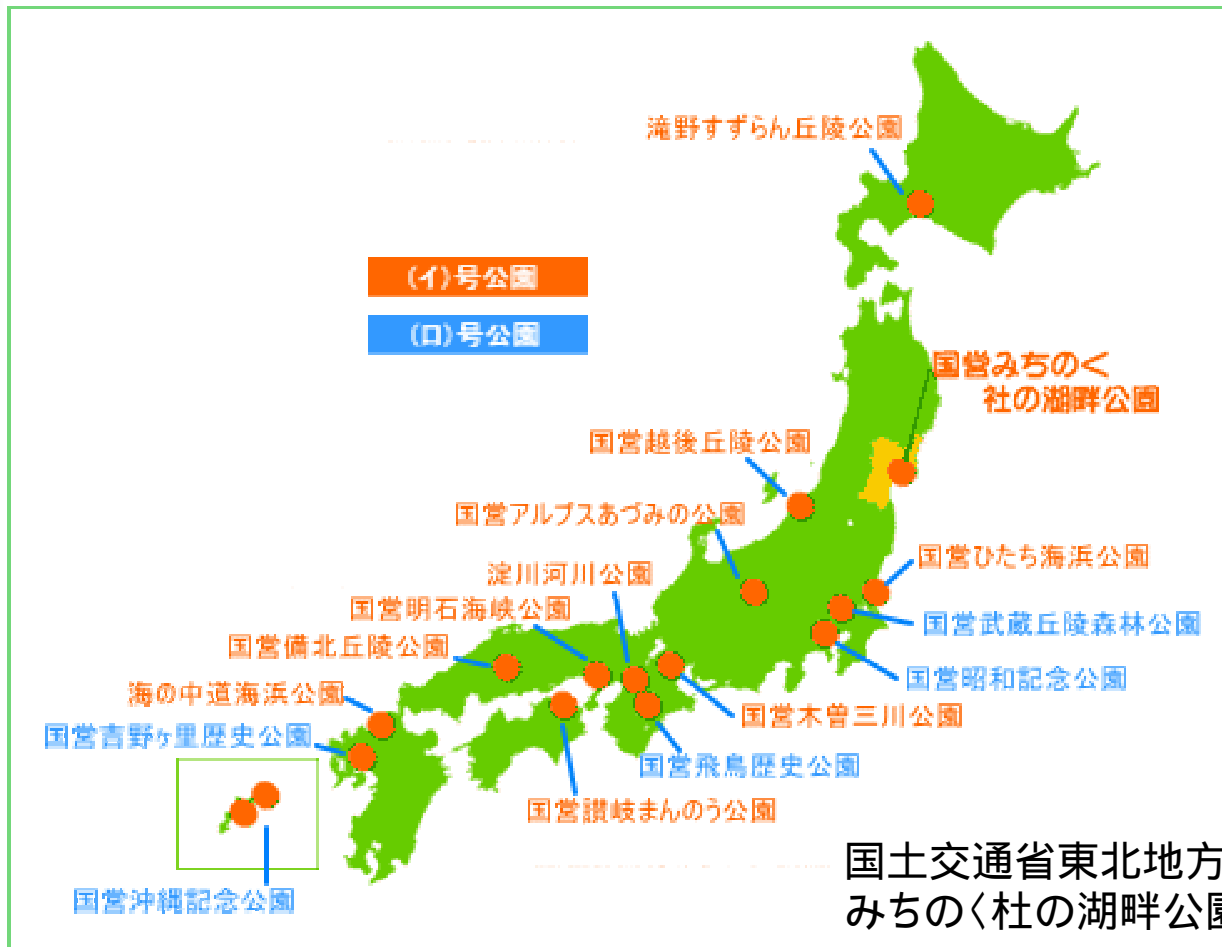 滝野すずらん丘陵公園
(イ)号公園
(ロ)号公園
国営みちのく
社の湖畔公園
国営越後丘陵公園
国営アルプスあづみの公園
国営ひたち海浜公園
淀川河川公園
国営明石海峡公園
国営武蔵丘陵森林公園
国営備北丘陵公園
国営昭和記念公園
海の中道海浜公園
国営木曽三川公園
国営吉野ヶ里歴史公園
国営飛鳥歴史公園
国営讃岐まんのう公園
国営沖縄記念公園
国土交通省東北地方
みちのく杜の湖畔公園